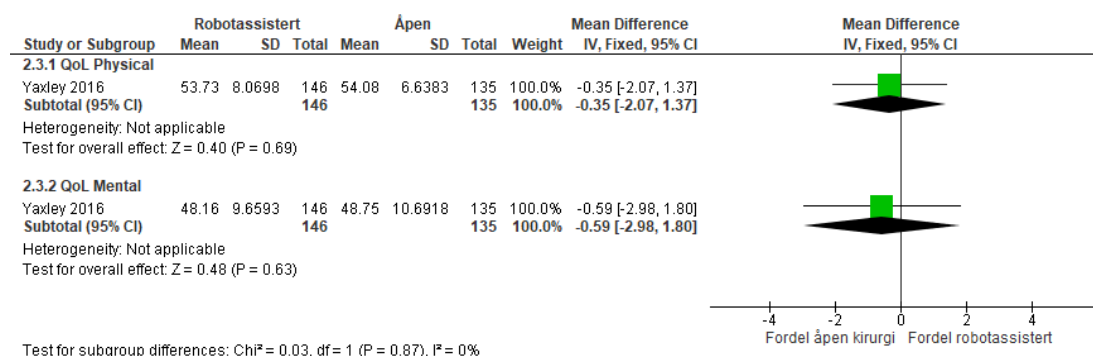 Robotassistert Åpen Mean Difference Mean Difference
Study or Subgroup Mean SD Total Mean SD Total Weight IV, Fixed, 95% CI IV, Fixed, 95% CI
2.3.1 QoL Physical
Yaxley 2016 53.73 8.0698 146 54.08 6.6383 135 100.0% -0.35 [-2.07, 1.37]
Subtotal (95% CI) 146 135 100.0% -0.35 [-2.07, 1.37]
Heterogeneity: Not applicable
Test for overall effect: Z = 0.40 (P = 0.69)
2.3.2 QoL Mental
Yaxley 2016 48.16 9.6593 146 48.75 10.6918 135 100.0% -0.59 [-2.98, 1.80]
Subtotal (95% CI) 146 135 100.0% -0.59 [-2.98, 1.80]
Heterogeneity: Not applicable
Test for overall effect: Z = 0.48 (P = 0.63)
-4 -2 0 2 4
Fordel åpen kirurgi Fordel robotassistert
Test for subgroup differences: Chi² = 0.03, df = 1 (P = 0.87), I² = 0%